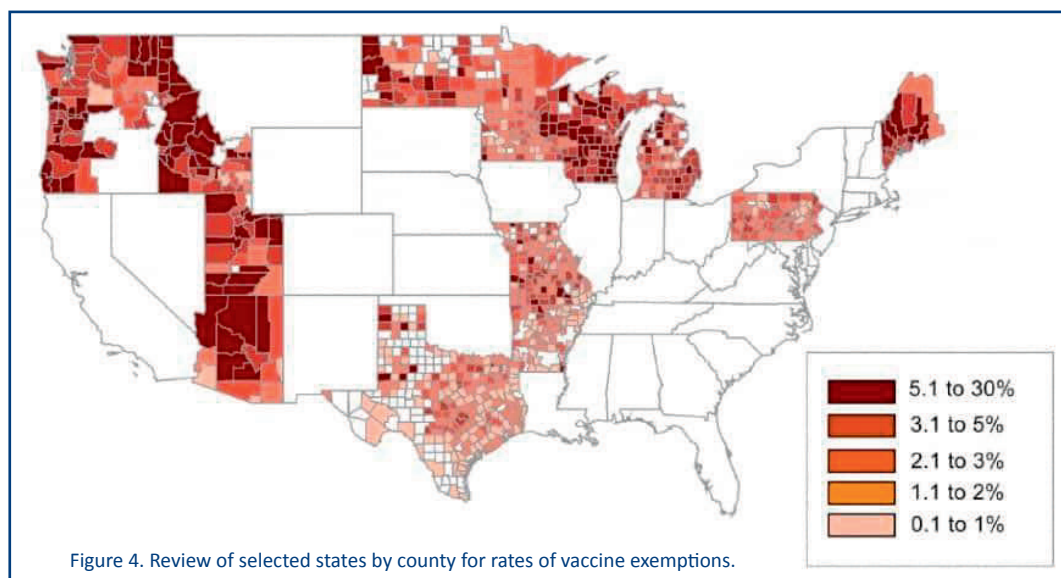 5.1 to 30%
3.1 to 5%
2.1 to 3%
1.1 to 2%
0.1 to 1%
Figure 4. Review of selected states by county for rates of vaccine exemptions.